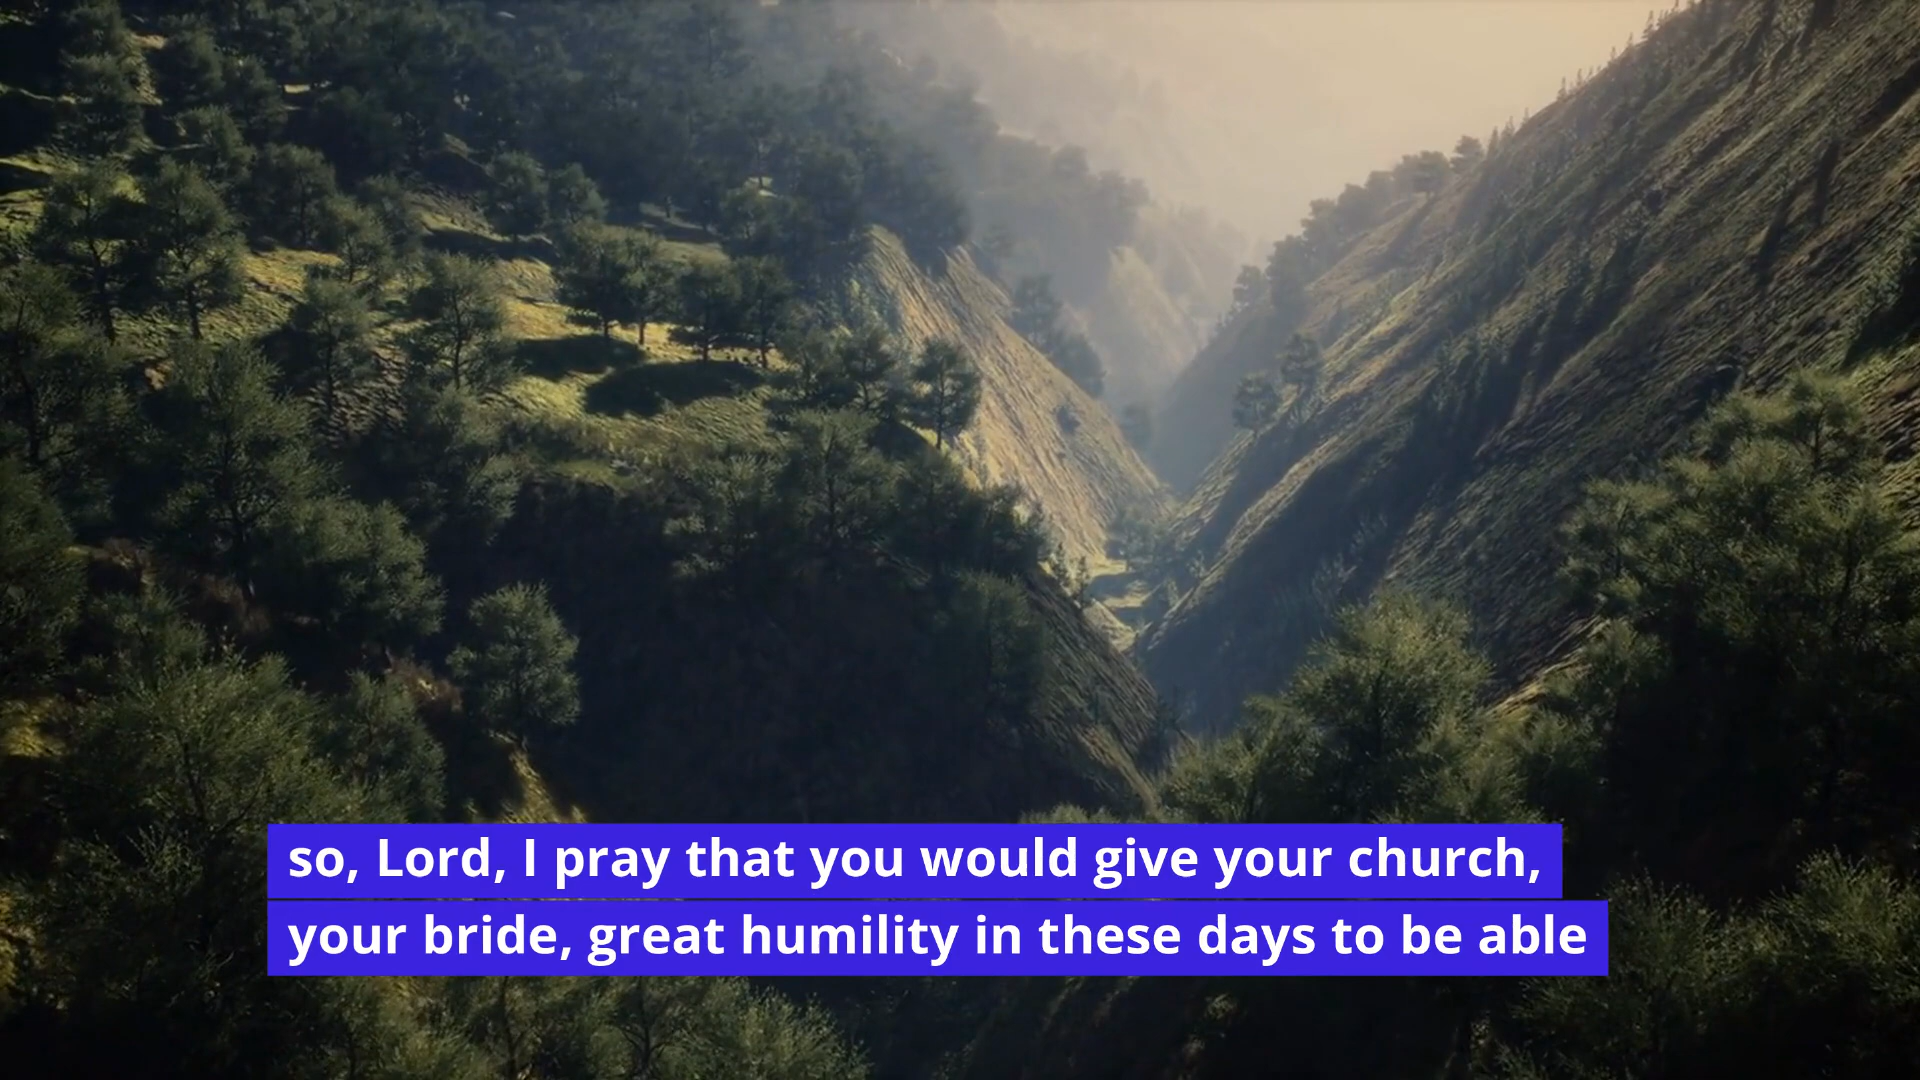 so, Lord, I pray that you would give your church,
your bride, great humility in these days to be able